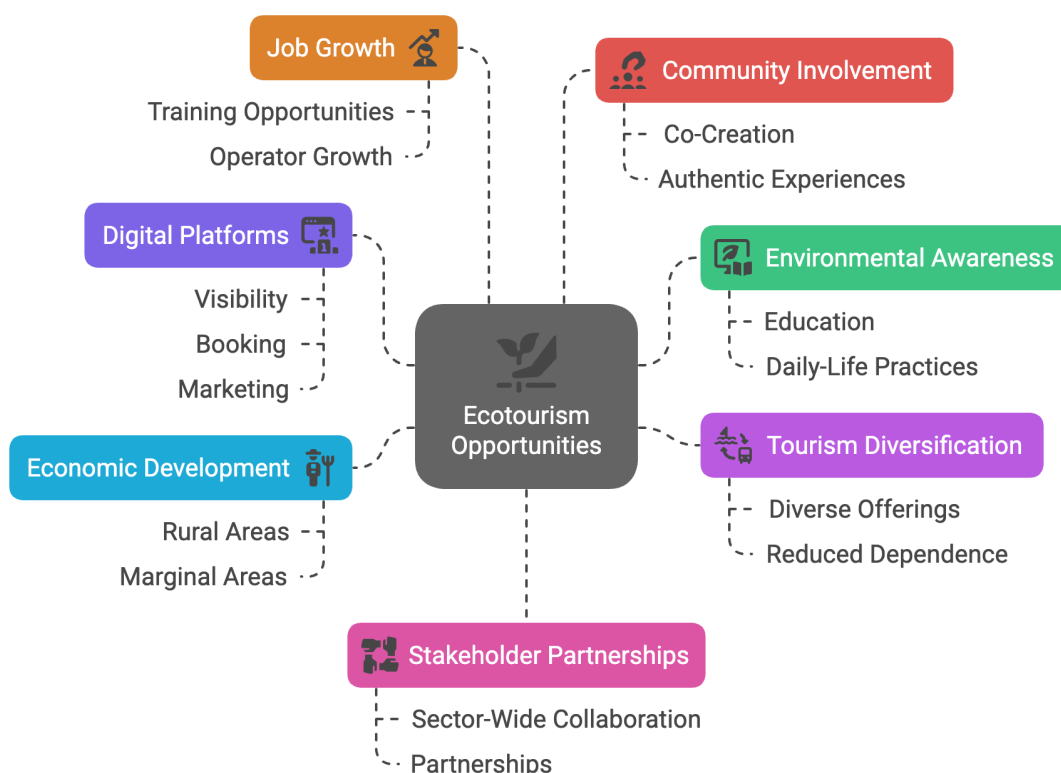 Job Growth
Training Opportunities
Operator Growth
Community Involvement
Co-Creation
Authentic Experiences
Digital Platforms
Visibility
Booking
Marketing
Environmental Awareness
Education
Daily-Life Practices
Ecotourism
Opportunities
Economic Development
Rural Areas
Marginal Areas
Tourism Diversification
Diverse Offerings
Reduced Dependence
Stakeholder Partnerships
Sector-Wide Collaboration
Partnerships